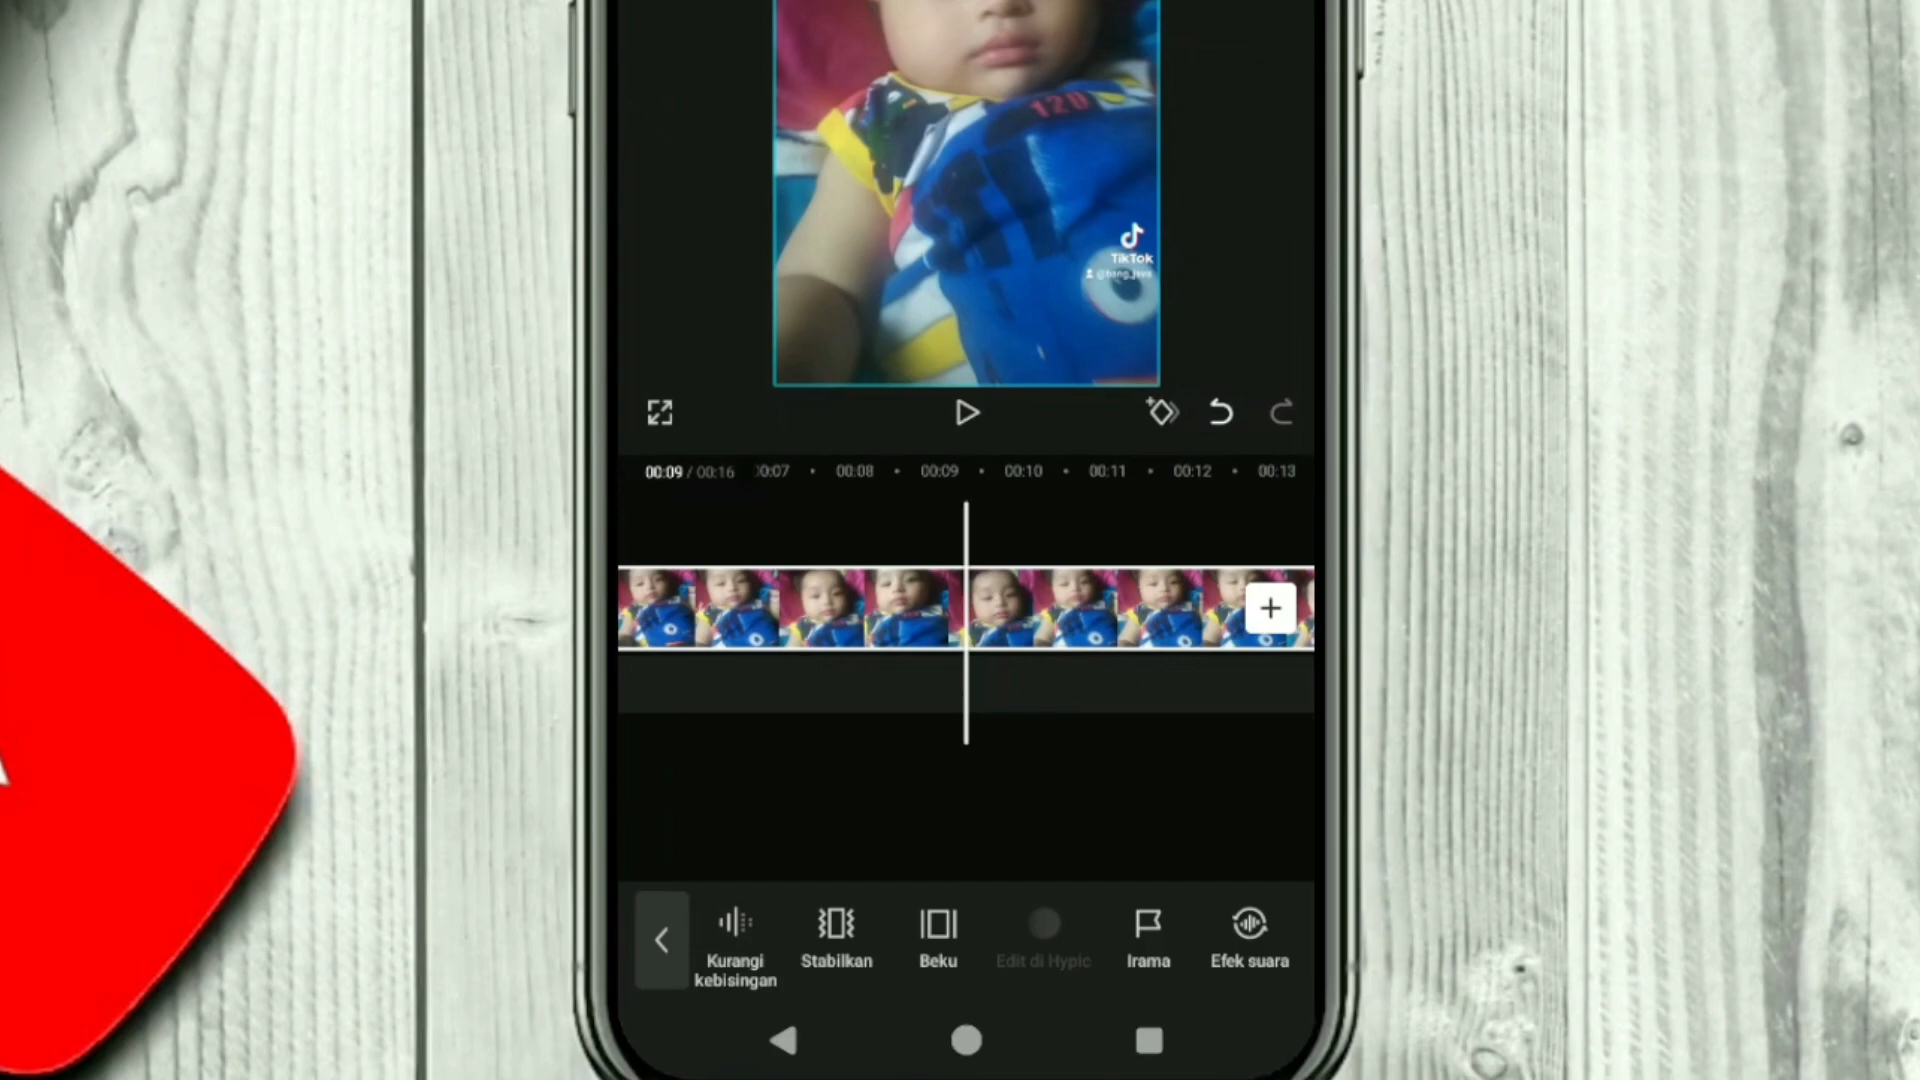 12D
TikTok
00:09 / 00:16 00:07 00:08 00:09 00:10 00:11 00:12 00:13
Kurangi kebisingan
Stabilkan
Beku
Edit di Hypic
Irama
Efek suara